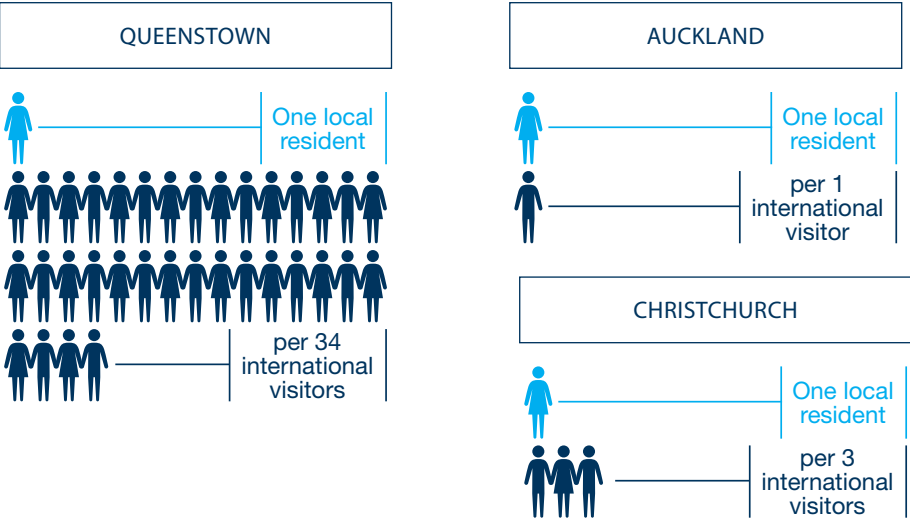 QUEENSTOWN
One local
resident
per 34
international
visitors
AUCKLAND
One local
resident
per 1
international
visitor
CHRISTCHURCH
One local
resident
per 3
international
visitors